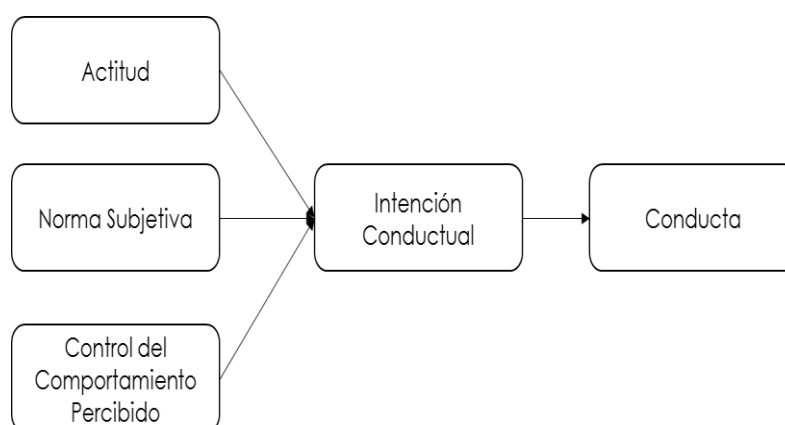 Actitud
Norma Subjetiva
Intención
Conductual
Conducta
Control del
Comportamiento
Percibido